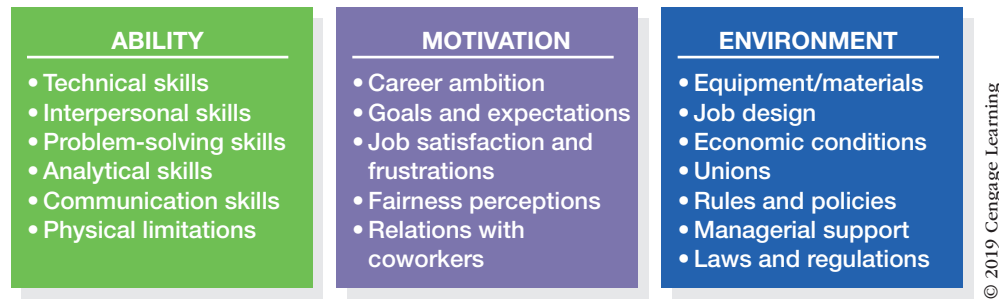 ABILITY
• Technical skills
• Interpersonal skills
• Problem-solving skills
• Analytical skills
• Communication skills
• Physical limitations
MOTIVATION
• Career ambition
• Goals and expectations
• Job satisfaction and
frustrations
• Fairness perceptions
• Relations with
coworkers
ENVIRONMENT
• Equipment/materials
• Job design
• Economic conditions
• Unions
• Rules and policies
• Managerial support
• Laws and regulations
© 2019 Cengage Learning